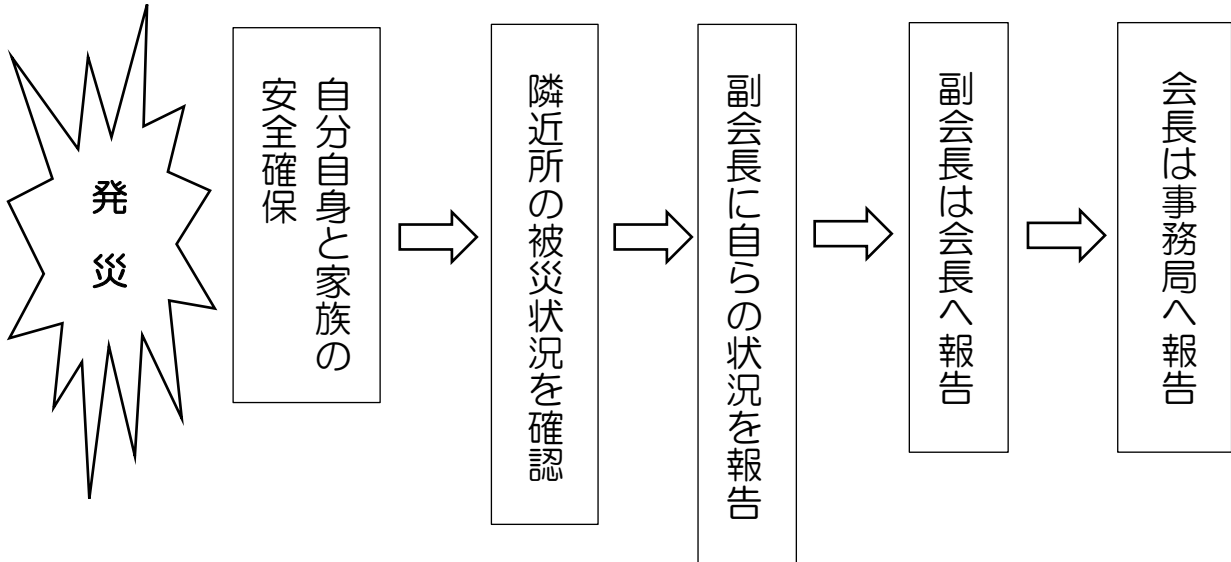 発災
自分自身と家族の
安全確保
隣近所の被災状況を確認
副会長に自らの状況を報告
副会長は会長へ報告
会長は事務局へ報告